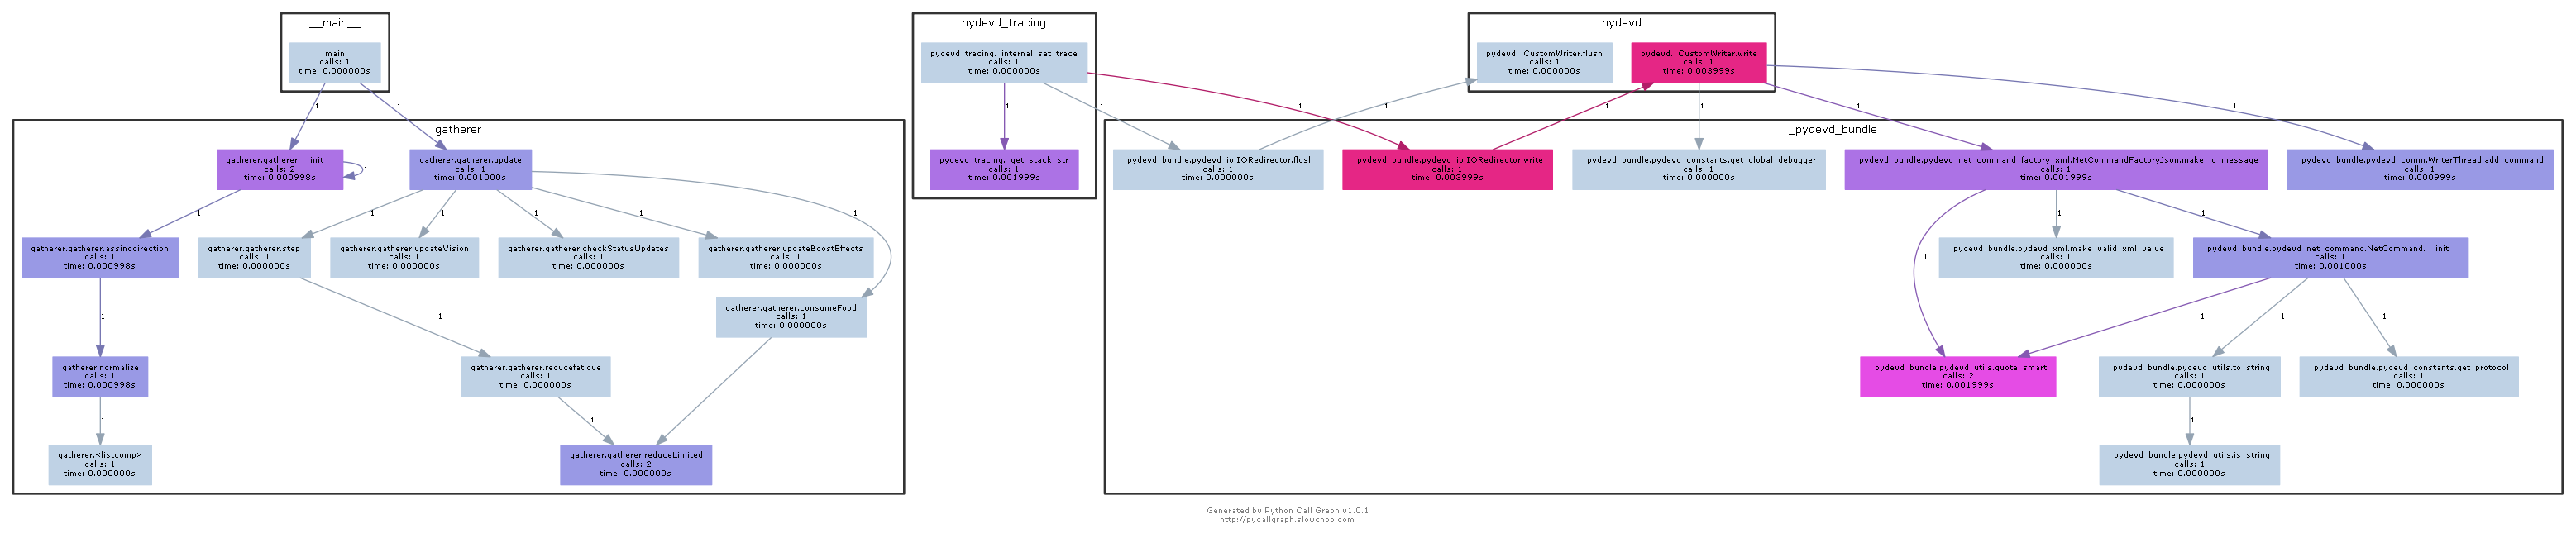 __main__
main
calls: 1
time: 0.000000s
1
1
gatherer
gatherer.gatherer.__init__
calls: 2
time: 0.000998s
1
gatherer.gatherer.update
calls: 1
time: 0.001000s
1
1
1
1
1
1
gatherer.gatherer.assingdirection
calls: 1
time: 0.000998s
gatherer.gatherer.step
calls: 1
time: 0.000000s
gatherer.gatherer.updateVision
calls: 1
time: 0.000000s
gatherer.gatherer.checkStatusUpdates
calls: 1
time: 0.000000s
gatherer.gatherer.updateBoostEffects
calls: 1
time: 0.000000s
gatherer.gatherer.consumeFood
calls: 1
time: 0.000000s
1
1
gatherer.normalize
calls: 1
time: 0.000998s
gatherer.gatherer.reducefatigue
calls: 1
time: 0.000000s
1
1
1
gatherer.<listcomp>
calls: 1
time: 0.000000s
gatherer.gatherer.reduceLimited
calls: 2
time: 0.000000s
pydevd_tracing
pydevd_tracing._internal_set_trace
calls: 1
time: 0.000000s
1
1
1
pydevd_tracing._get_stack_str
calls: 1
time: 0.001999s
pydevd
pydevd._CustomWriter.flush
calls: 1
time: 0.000000s
pydevd._CustomWriter.write
calls: 1
time: 0.003999s
1
1
1
1
1
_pydevd_bundle
_pydevd_bundle.pydevd_io.IORedirector.flush
calls: 1
time: 0.000000s
_pydevd_bundle.pydevd_io.IORedirector.write
calls: 1
time: 0.003999s
_pydevd_bundle.pydevd_constants.get_global_debugger
calls: 1
time: 0.000000s
_pydevd_bundle.pydevd_net_command_factory_xml.NetCommandFactoryJson.make_io_message
calls: 1
time: 0.001999s
_pydevd_bundle.pydevd_comm.WriterThread.add_command
calls: 1
time: 0.000999s
1
1
1
_pydevd_bundle.pydevd_xml.make_valid_xml_value
calls: 1
time: 0.000000s
_pydevd_bundle.pydevd_net_command.NetCommand.__init__
calls: 1
time: 0.001000s
1
1
1
_pydevd_bundle.pydevd_utils.quote_smart
calls: 2
time: 0.001999s
_pydevd_bundle.pydevd_utils.to_string
calls: 1
time: 0.000000s
_pydevd_bundle.pydevd_constants.get_protocol
calls: 1
time: 0.000000s
1
_pydevd_bundle.pydevd_utils.is_string
calls: 1
time: 0.000000s
Generated by Python Call Graph v1.0.1
http://pycallgraph.slowchop.com